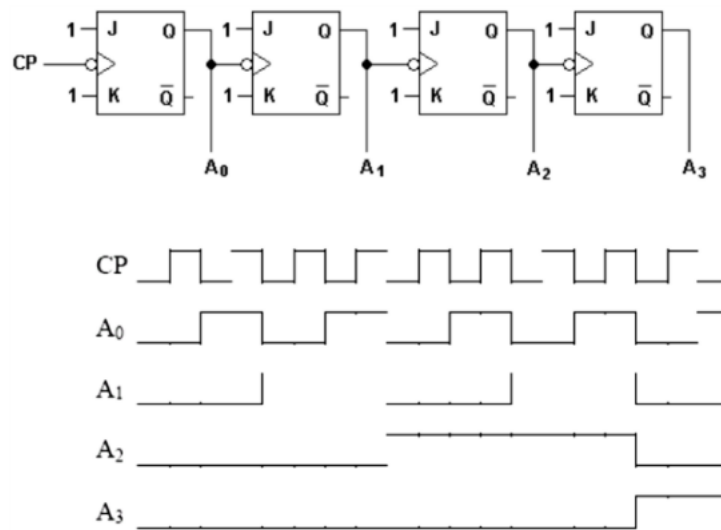 1 J Q 1 J Q 1 J Q 1 J Q
CP
1 K Q̅ 1 K Q̅ 1 K Q̅ 1 K Q̅
A₀ A₁ A₂ A₃
CP
A₀
A₁
A₂
A₃